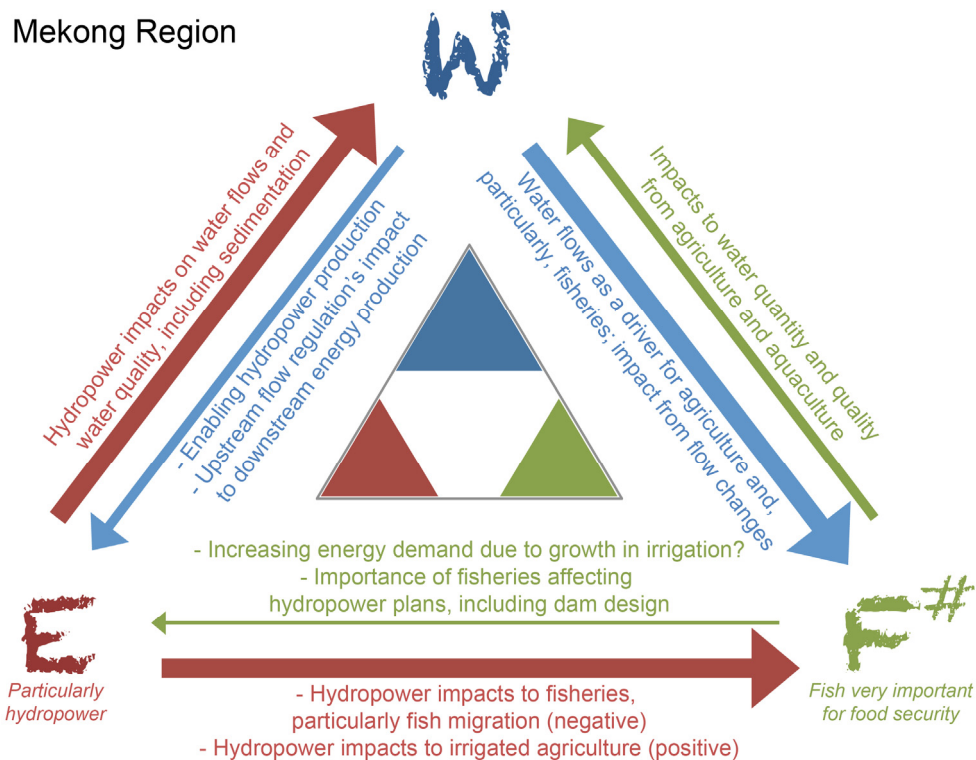 Mekong Region
W
Hydropower impacts on water flows and
water quality, including sedimentation
- Enabling hydropower production
- Upstream flow regulation's impact
to downstream energy production
Water flows as a driver for agriculture and,
particularly, fisheries; impact from flow changes
Impacts to water quantity and quality
from agriculture and aquaculture
- Increasing energy demand due to growth in irrigation?
- Importance of fisheries affecting
hydropower plans, including dam design
E
Particularly
hydropower
F#
Fish very important
for food security
- Hydropower impacts to fisheries,
particularly fish migration (negative)
- Hydropower impacts to irrigated agriculture (positive)